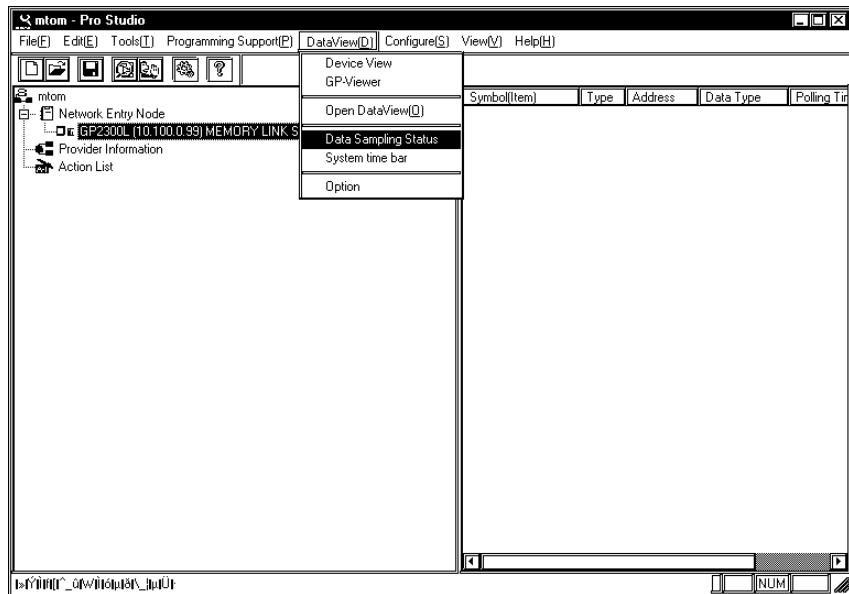 mtom - Pro Studio
File(F) Edit(E) Tools(T) Programming Support(P) DataView(D) Configure(S) View(V) Help(H)
Device View
GP-Viewer
Open DataView(O)
Data Sampling Status
System time bar
Option
mtom
Network Entry Node
GP2300L (10.100.0.99) MEMORY LINK S
Provider Information
Action List
Symbol(Item) Type Address Data Type Polling Tir
NUM